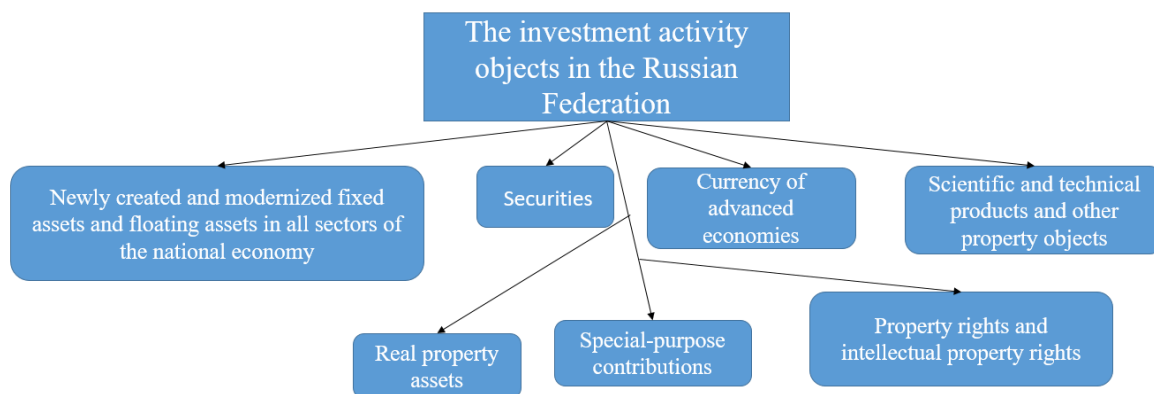 The investment activity
objects in the Russian
Federation
Newly created and modernized fixed
assets and floating assets in all sectors of
the national economy
Securities
Currency of
advanced
economies
Scientific and technical
products and other
property objects
Real property
assets
Special-purpose
contributions
Property rights and
intellectual property rights